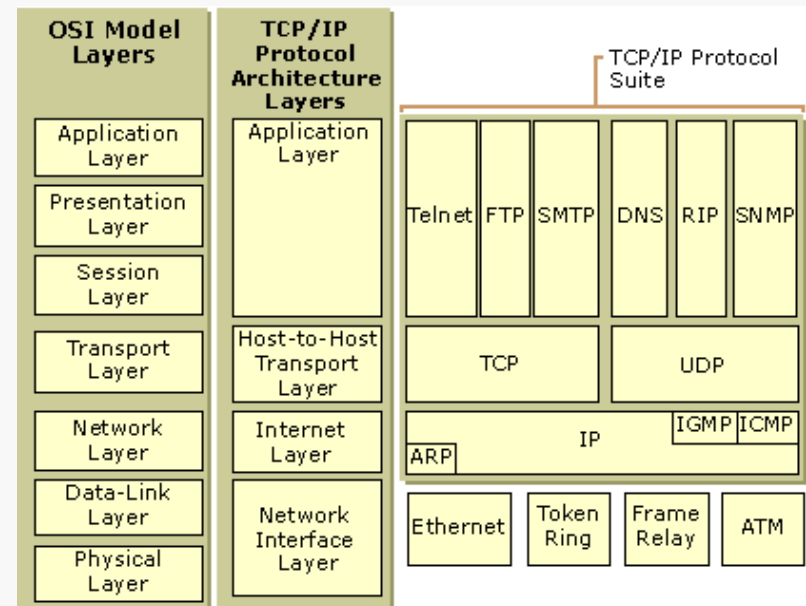 OSI Model
Layers
Application
Layer
Presentation
Layer
Session
Layer
Transport
Layer
Network
Layer
Data-Link
Layer
Physical
Layer
TCP/IP
Protocol
Architecture
Layers
Application
Layer
Host-to-Host
Transport
Layer
Internet
Layer
Network
Interface
Layer
TCP/IP Protocol
Suite
Telnet
FTP
SMTP
DNS
RIP
SNMP
TCP
UDP
IP
IGMP
ICMP
ARP
Ethernet
Token
Ring
Frame
Relay
ATM